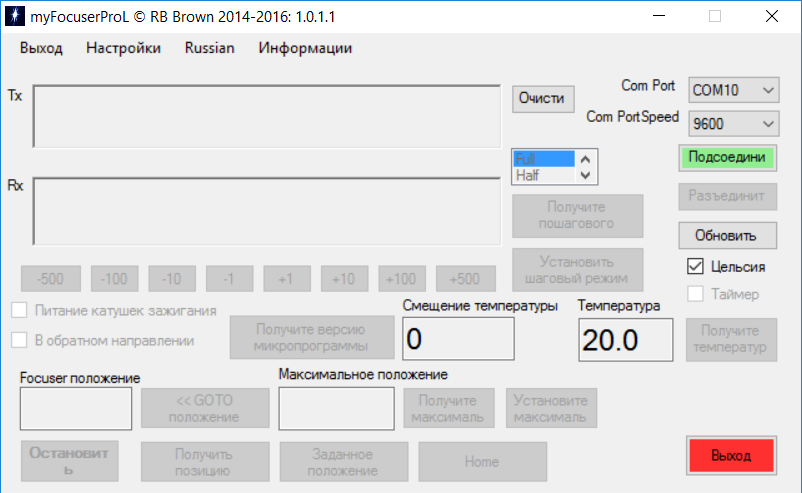 myFocuserProL © RB Brown 2014-2016: 1.0.1.1
Выход Настройки Russian Информации
Tx
Очисти
Com Port COM10
Com PortSpeed 9600
Full
Half
Подсоедини
Rx
Получите
пошагового
Разъединит
Обновить
Установить
шаговый режим
Цельсия
-500 -100 -10 -1 +1 +10 +100 +500
Таймер
Питание катушек зажигания
В обратном направлении
Получите версию
микропрограммы
Смещение температуры
0
Температура
20.0
Получите
температур
Focuser положение
<< GOTO
положение
Максимальное положение
Получите
максималь
Установите
максималь
Остановит
ь
Получить
позицию
Заданное
положение
Home
Выход